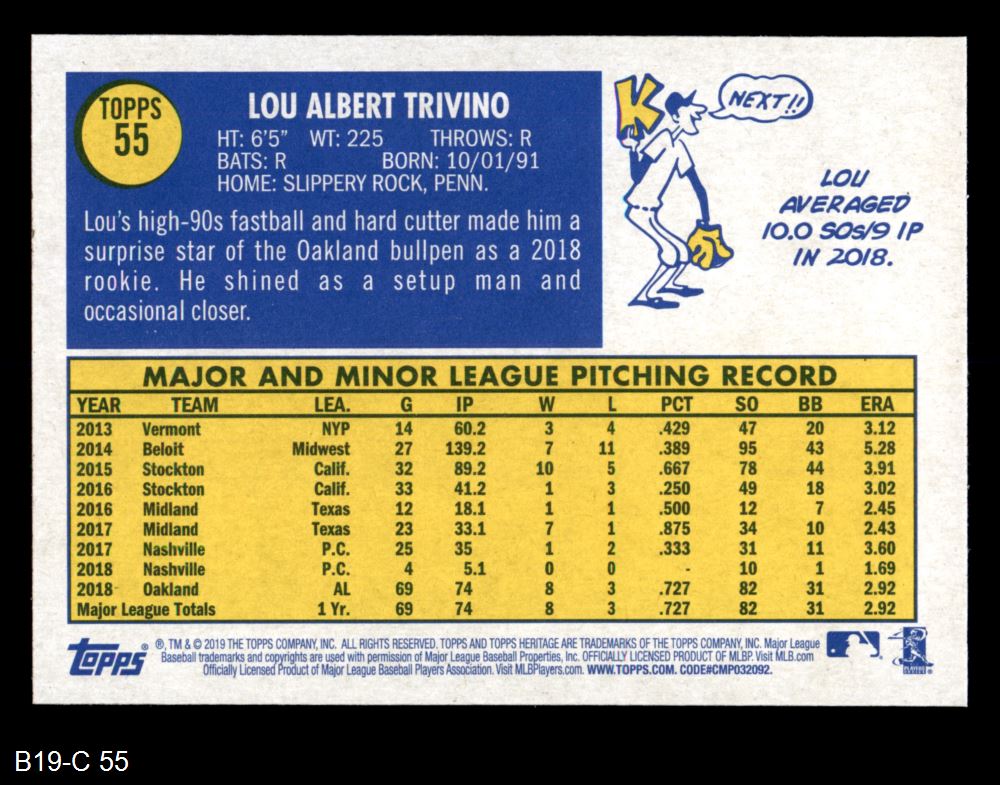 TOPPS
55
LOU ALBERT TRIVINO
HT: 6'5" WT: 225 THROWS: R
BATS: R BORN: 10/01/91
HOME: SLIPPERY ROCK, PENN.
Lou's high-90s fastball and hard cutter made him a
surprise star of the Oakland bullpen as a 2018
rookie. He shined as a setup man and
occasional closer.
K
NEXT!!
LOU
AVERAGED
10.0 SOs/9 IP
IN 2018.
MAJOR AND MINOR LEAGUE PITCHING RECORD
YEAR TEAM LEA. G IP W L PCT SO BB ERA
2013 Vermont NYP 14 60.2 3 4 .429 47 20 3.12
2014 Beloit Midwest 27 139.2 7 11 .389 95 43 5.28
2015 Stockton Calif. 32 89.2 10 5 .667 78 44 3.91
2016 Stockton Calif. 33 41.2 1 3 .250 49 18 3.02
2016 Midland Texas 12 18.1 1 1 .500 12 7 2.45
2017 Midland Texas 23 33.1 7 1 .875 34 10 2.43
2017 Nashville P.C. 25 35 1 2 .333 31 11 3.60
2018 Nashville P.C. 4 5.1 0 0 - 10 1 1.69
2018 Oakland AL 69 74 8 3 .727 82 31 2.92
Major League Totals 1 Yr. 69 74 8 3 .727 82 31 2.92
topps®
®, TM & © 2019 THE TOPPS COMPANY, INC. ALL RIGHTS RESERVED. TOPPS AND TOPPS HERITAGE ARE TRADEMARKS OF THE TOPPS COMPANY, INC. Major League
Baseball trademarks and copyrights are used with permission of Major League Baseball Properties, Inc. OFFICIALLY LICENSED PRODUCT OF MLBP. Visit MLB.com
Officially Licensed Product of Major League Baseball Players Association. Visit MLBPlayers.com. WWW.TOPPS.COM. CODE#CMP032092.
B19-C 55